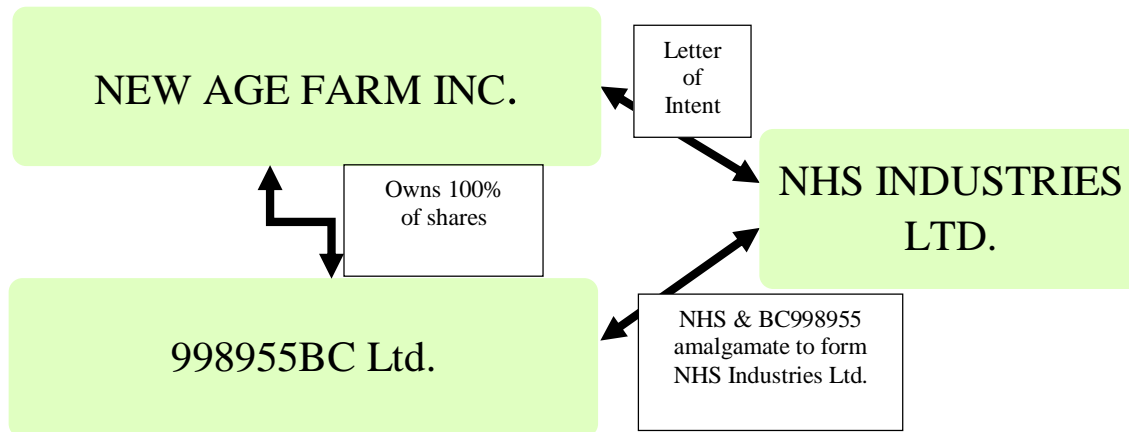 NEW AGE FARM INC.
Letter
of
Intent
NHS INDUSTRIES
LTD.
Owns 100%
of shares
998955BC Ltd.
NHS & BC998955
amalgamate to form
NHS Industries Ltd.